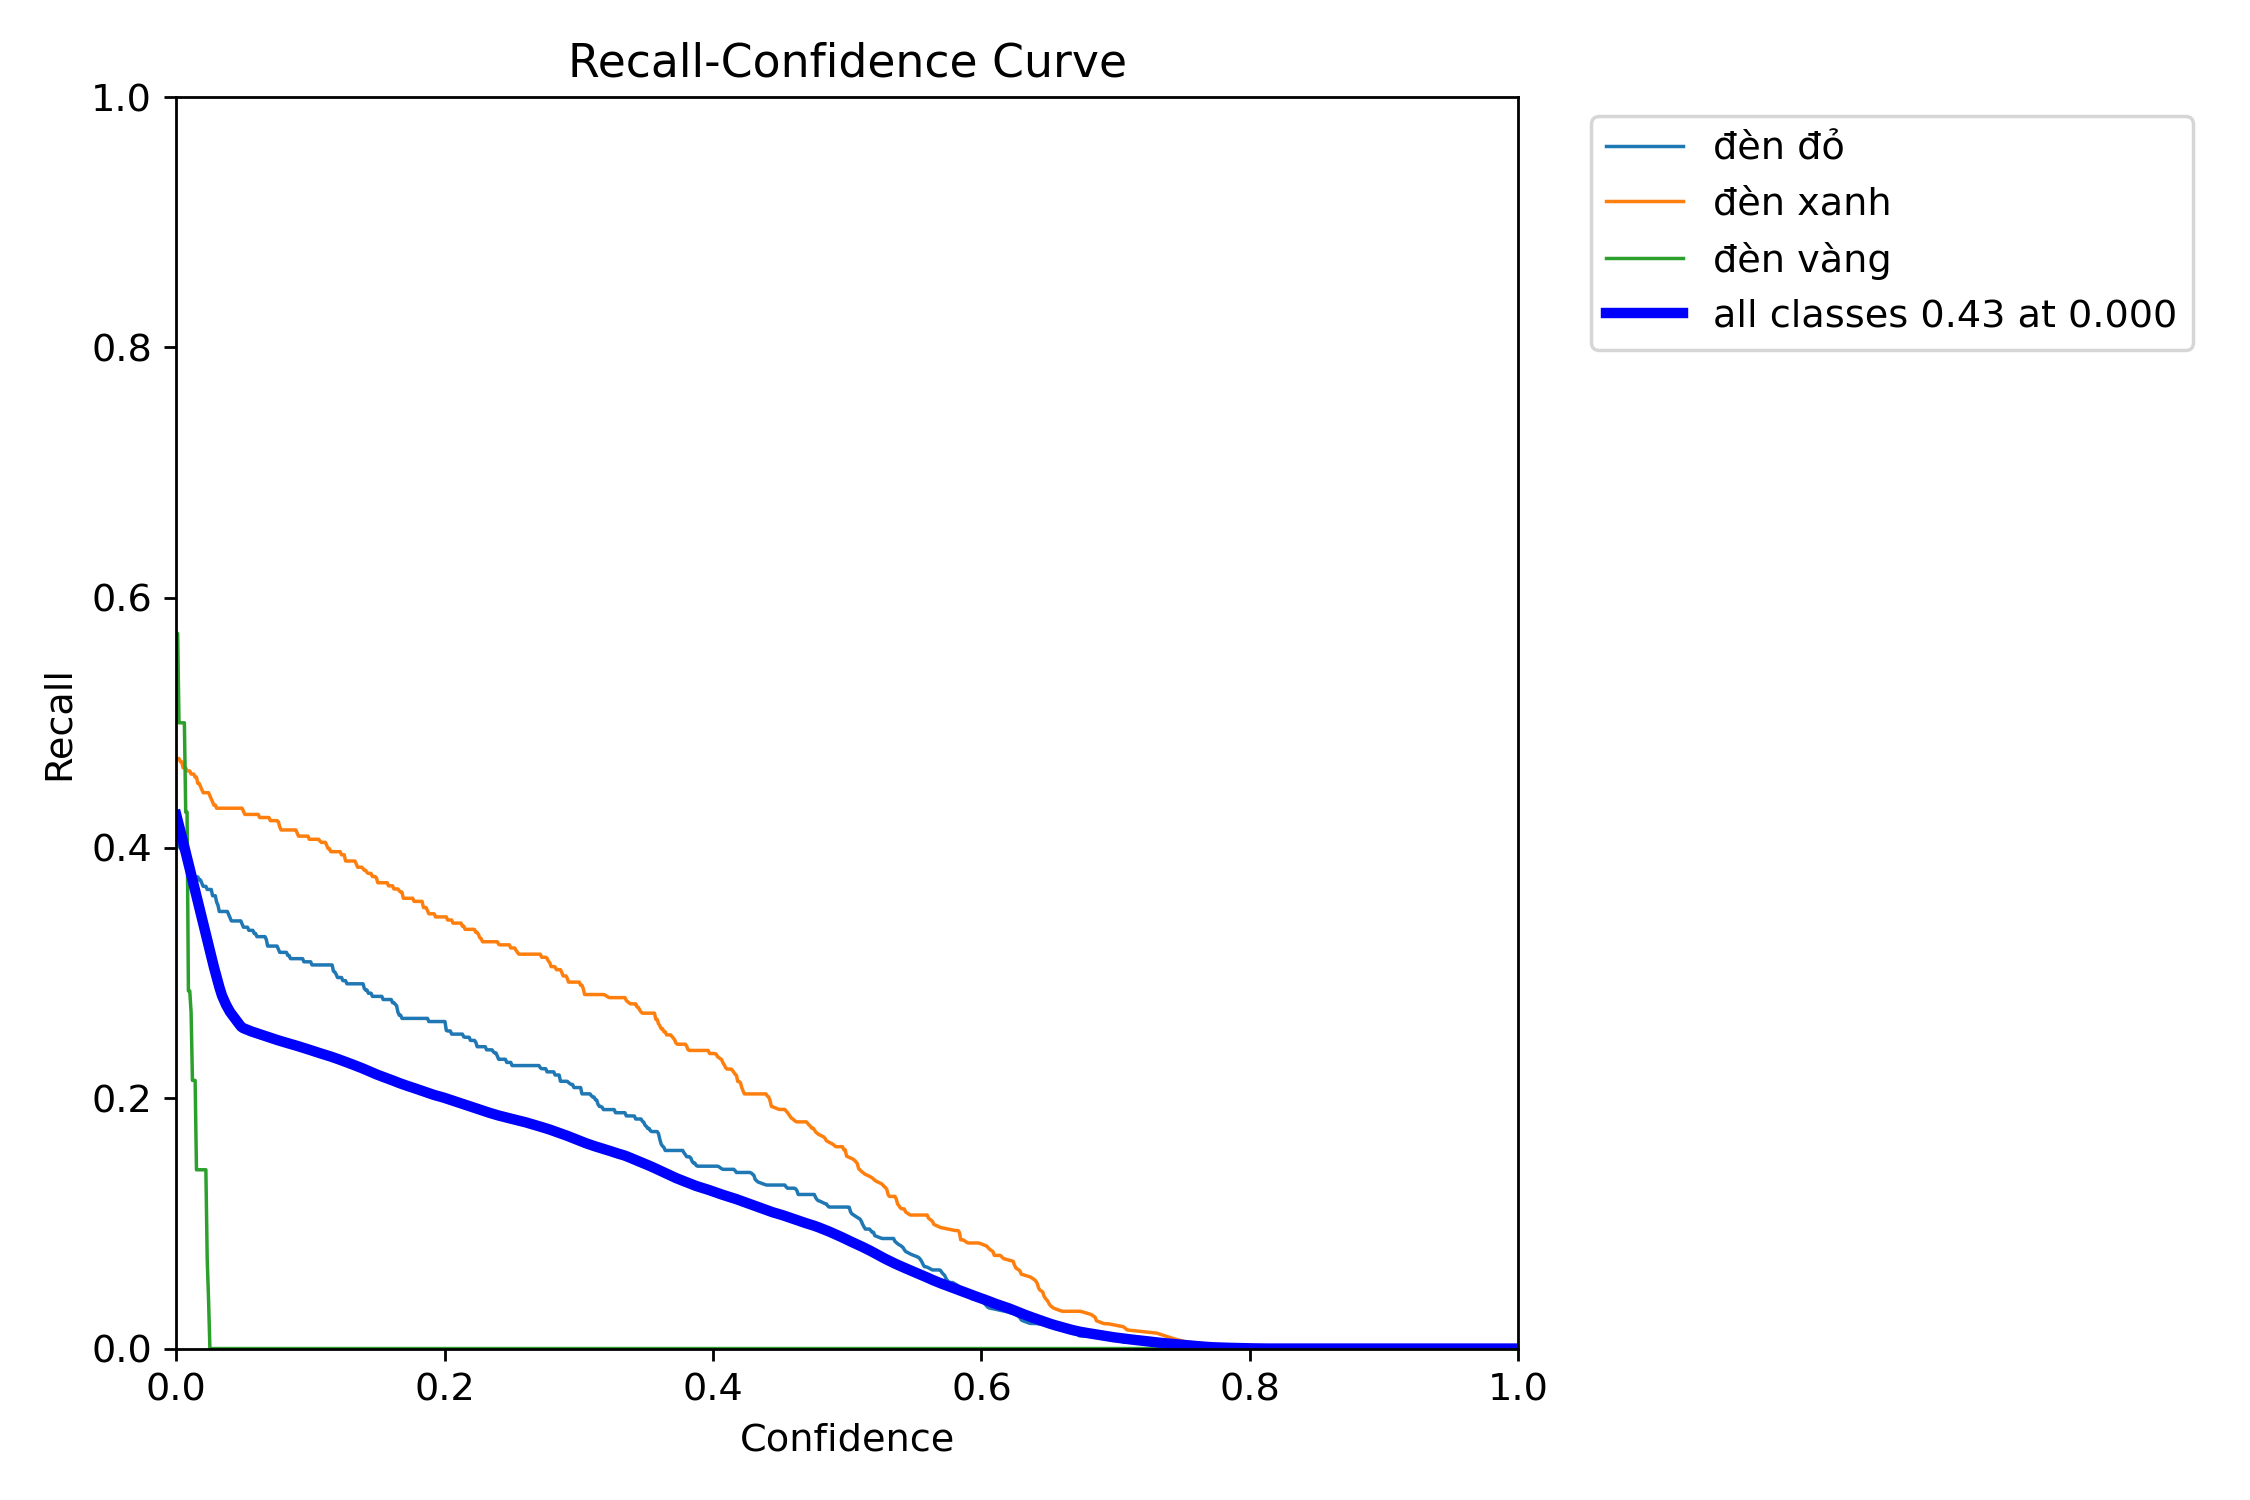 Recall-Confidence Curve
1.0
0.8
0.6
0.4
0.2
0.0
Recall
0.0 0.2 0.4 0.6 0.8 1.0
Confidence
đèn đỏ
đèn xanh
đèn vàng
all classes 0.43 at 0.000